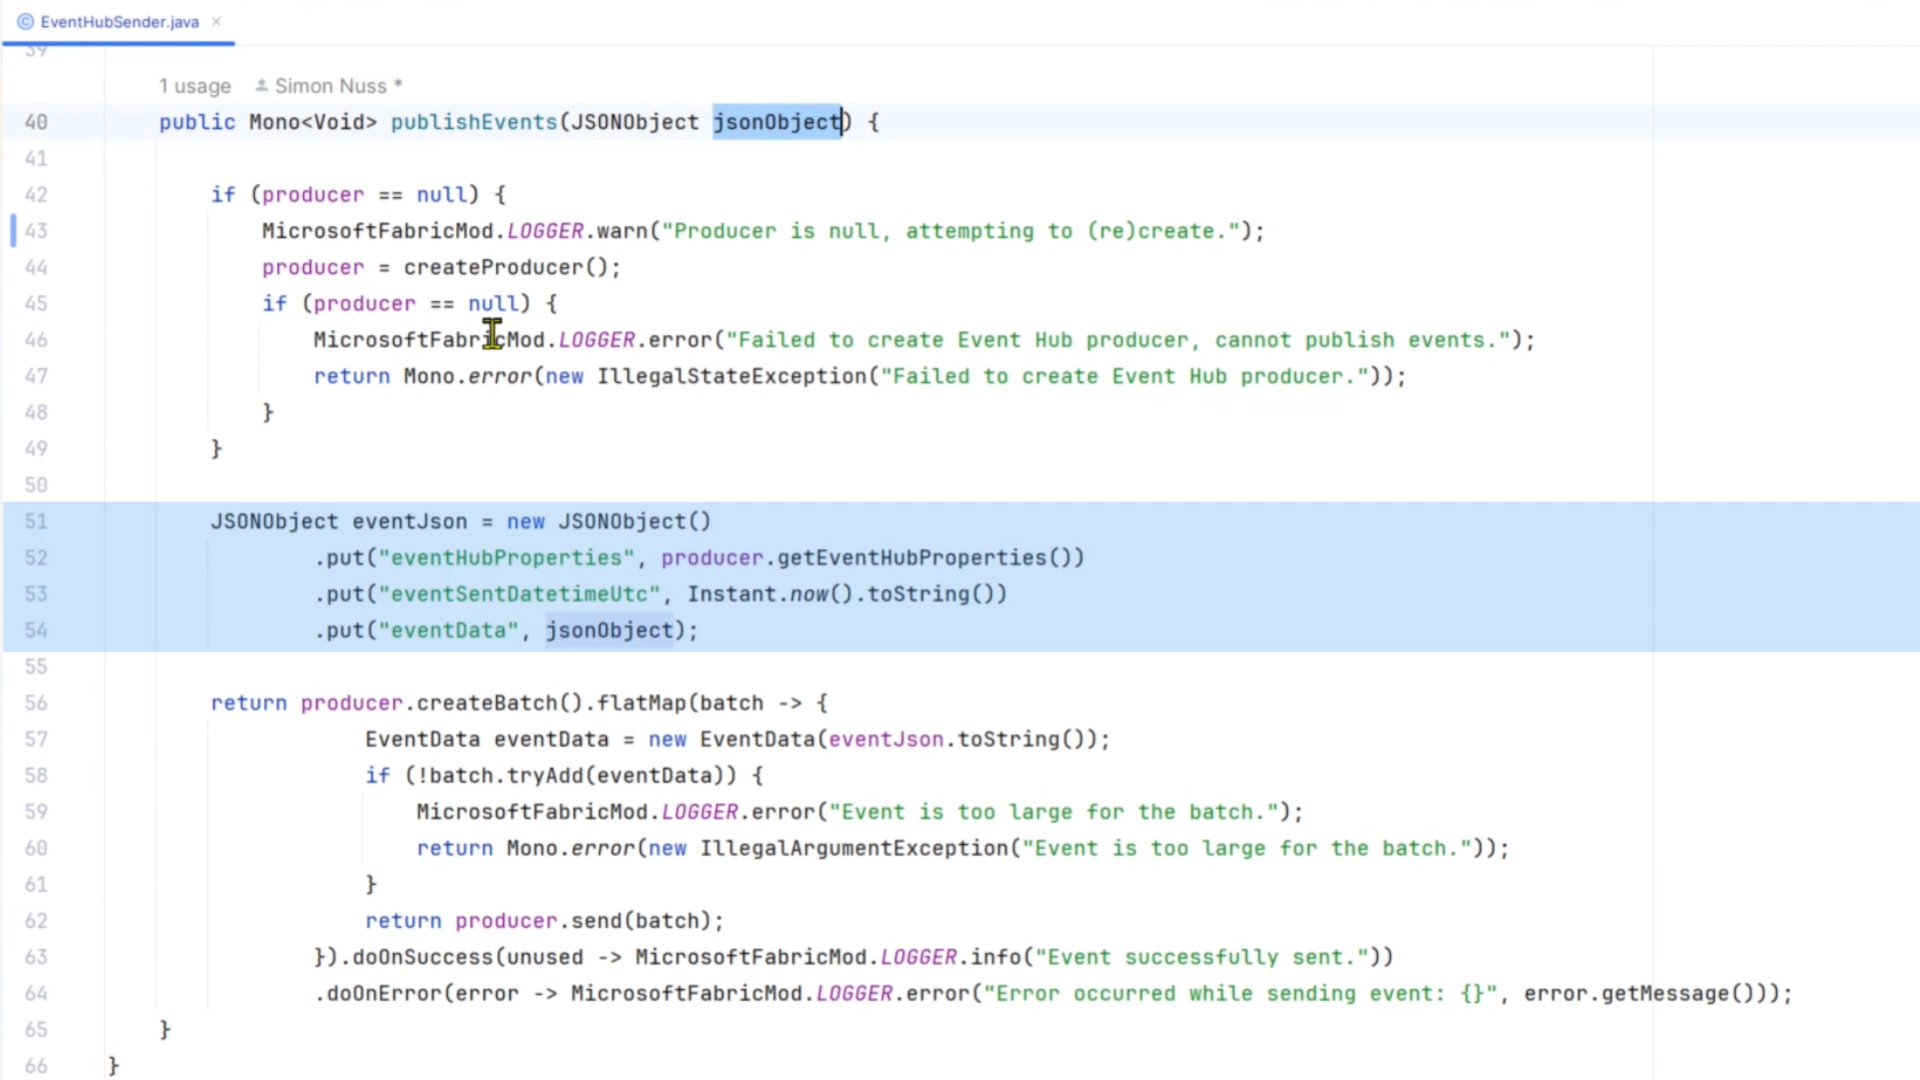 EventHubSender.java ×
39
1 usage Simon Nuss *
40 public Mono<Void> publishEvents(JSONObject jsonObject) {
41
42 if (producer == null) {
43 MicrosoftFabricMod.LOGGER.warn("Producer is null, attempting to (re)create.");
44 producer = createProducer();
45 if (producer == null) {
46 MicrosoftFabricMod.LOGGER.error("Failed to create Event Hub producer, cannot publish events.");
47 return Mono.error(new IllegalStateException("Failed to create Event Hub producer."));
48 }
49 }
50
51 JSONObject eventJson = new JSONObject()
52 .put("eventHubProperties", producer.getEventHubProperties())
53 .put("eventSentDatetimeUtc", Instant.now().toString())
54 .put("eventData", jsonObject);
55
56 return producer.createBatch().flatMap(batch -> {
57 EventData eventData = new EventData(eventJson.toString());
58 if (!batch.tryAdd(eventData)) {
59 MicrosoftFabricMod.LOGGER.error("Event is too large for the batch.");
60 return Mono.error(new IllegalArgumentException("Event is too large for the batch."));
61 }
62 return producer.send(batch);
63 }).doOnSuccess(unused -> MicrosoftFabricMod.LOGGER.info("Event successfully sent."))
64 .doOnError(error -> MicrosoftFabricMod.LOGGER.error("Error occurred while sending event: {}", error.getMessage()));
65 }
66 }